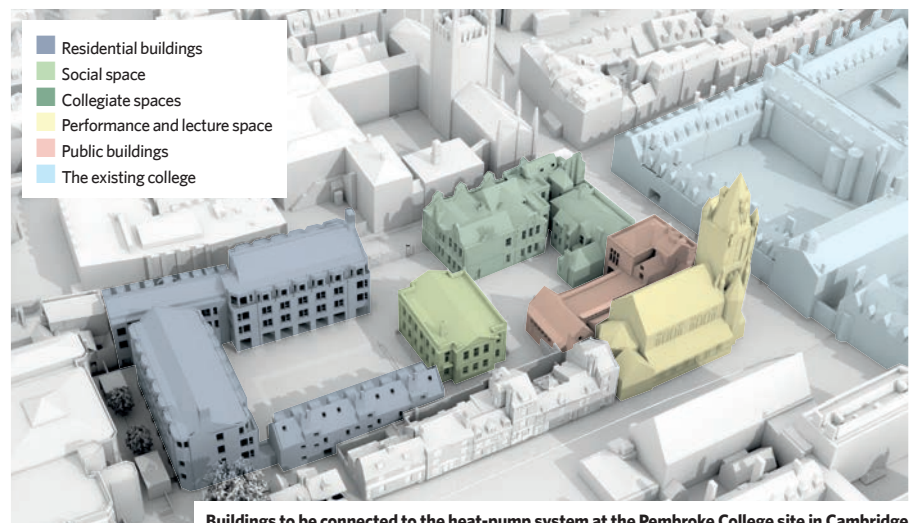 Residential buildings
Social space
Collegiate spaces
Performance and lecture space
Public buildings
The existing college
Buildings to be connected to the heat-pump system at the Pembroke College site in Cambridge